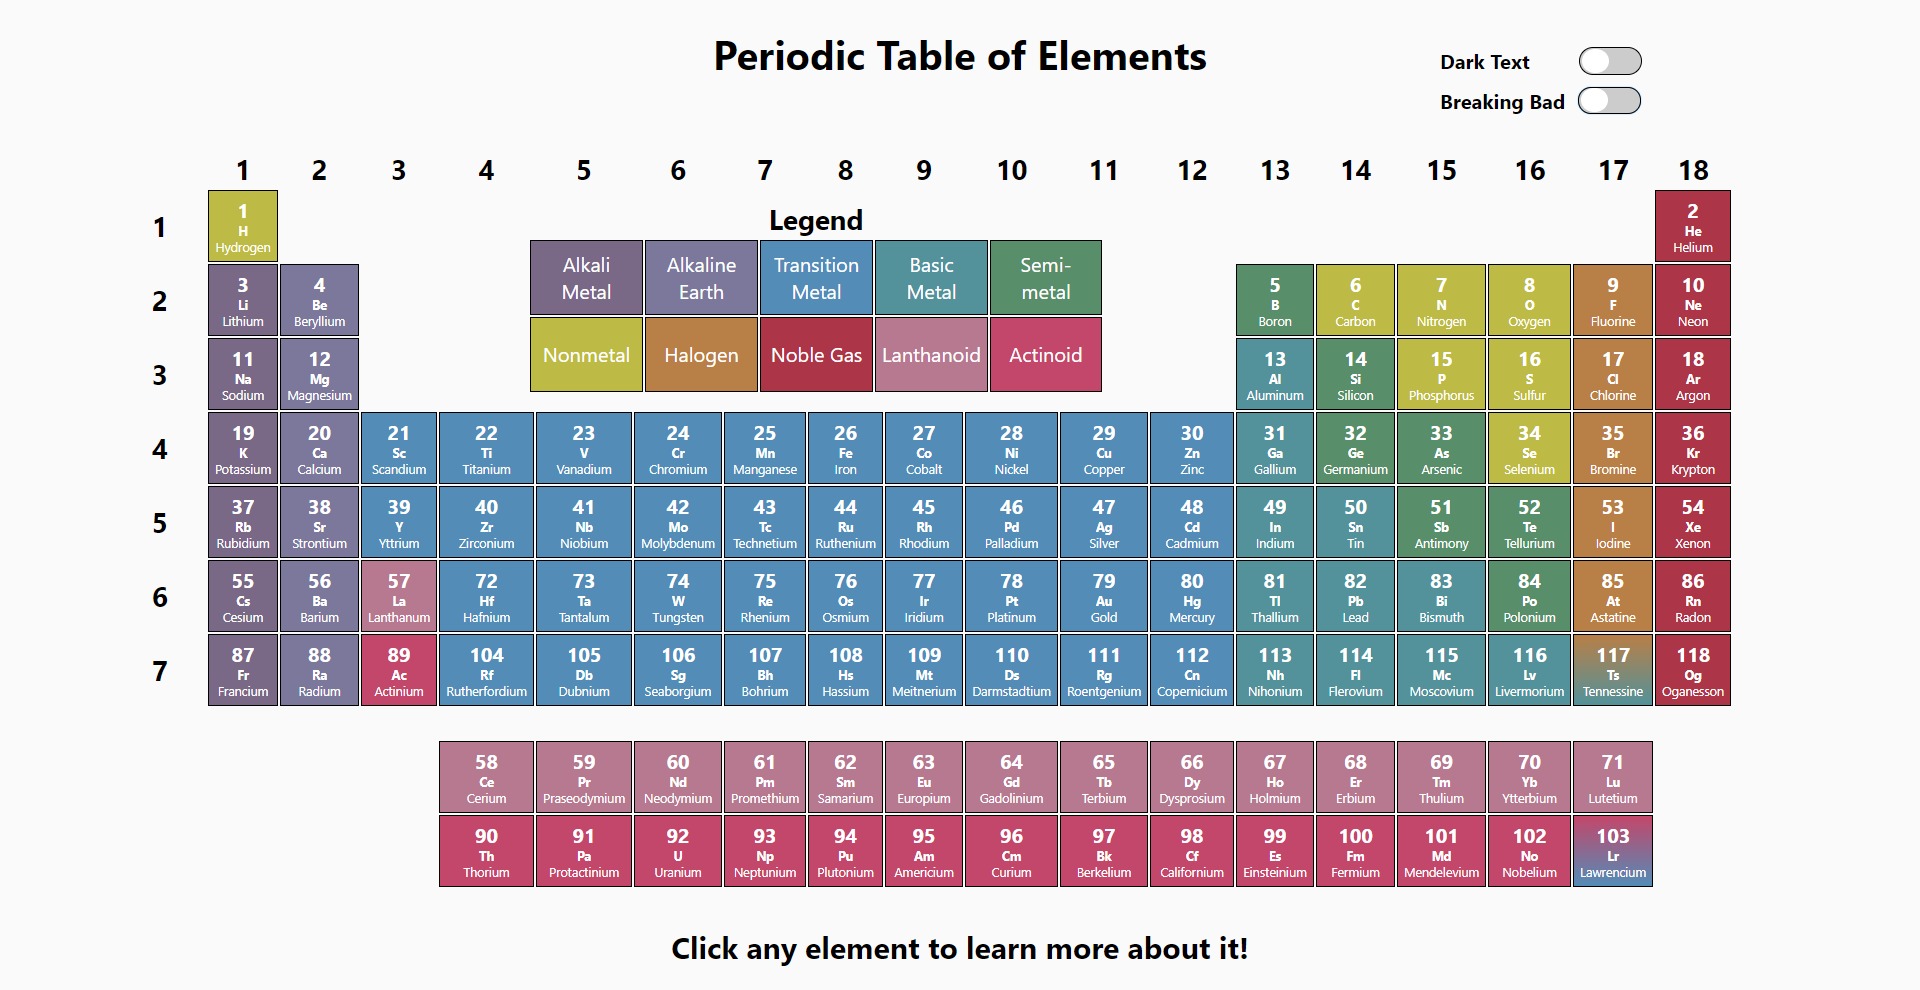 Periodic Table of Elements
Dark Text
Breaking Bad
1 2 3 4 5 6 7 8 9 10 11 12 13 14 15 16 17 18
Legend
Alkali Metal
Alkaline Earth
Transition Metal
Basic Metal
Semi-metal
Nonmetal
Halogen
Noble Gas
Lanthanoid
Actinoid
1
1 H Hydrogen
2 He Helium
2
3 Li Lithium
4 Be Beryllium
5 B Boron
6 C Carbon
7 N Nitrogen
8 O Oxygen
9 F Fluorine
10 Ne Neon
3
11 Na Sodium
12 Mg Magnesium
13 Al Aluminum
14 Si Silicon
15 P Phosphorus
16 S Sulfur
17 Cl Chlorine
18 Ar Argon
4
19 K Potassium
20 Ca Calcium
21 Sc Scandium
22 Ti Titanium
23 V Vanadium
24 Cr Chromium
25 Mn Manganese
26 Fe Iron
27 Co Cobalt
28 Ni Nickel
29 Cu Copper
30 Zn Zinc
31 Ga Gallium
32 Ge Germanium
33 As Arsenic
34 Se Selenium
35 Br Bromine
36 Kr Krypton
5
37 Rb Rubidium
38 Sr Strontium
39 Y Yttrium
40 Zr Zirconium
41 Nb Niobium
42 Mo Molybdenum
43 Tc Technetium
44 Ru Ruthenium
45 Rh Rhodium
46 Pd Palladium
47 Ag Silver
48 Cd Cadmium
49 In Indium
50 Sn Tin
51 Sb Antimony
52 Te Tellurium
53 I Iodine
54 Xe Xenon
6
55 Cs Cesium
56 Ba Barium
57 La Lanthanum
72 Hf Hafnium
73 Ta Tantalum
74 W Tungsten
75 Re Rhenium
76 Os Osmium
77 Ir Iridium
78 Pt Platinum
79 Au Gold
80 Hg Mercury
81 Tl Thallium
82 Pb Lead
83 Bi Bismuth
84 Po Polonium
85 At Astatine
86 Rn Radon
7
87 Fr Francium
88 Ra Radium
89 Ac Actinium
104 Rf Rutherfordium
105 Db Dubnium
106 Sg Seaborgium
107 Bh Bohrium
108 Hs Hassium
109 Mt Meitnerium
110 Ds Darmstadtium
111 Rg Roentgenium
112 Cn Copernicium
113 Nh Nihonium
114 Fl Flerovium
115 Mc Moscovium
116 Lv Livermorium
117 Ts Tennessine
118 Og Oganesson
58 Ce Cerium
59 Pr Praseodymium
60 Nd Neodymium
61 Pm Promethium
62 Sm Samarium
63 Eu Europium
64 Gd Gadolinium
65 Tb Terbium
66 Dy Dysprosium
67 Ho Holmium
68 Er Erbium
69 Tm Thulium
70 Yb Ytterbium
71 Lu Lutetium
90 Th Thorium
91 Pa Protactinium
92 U Uranium
93 Np Neptunium
94 Pu Plutonium
95 Am Americium
96 Cm Curium
97 Bk Berkelium
98 Cf Californium
99 Es Einsteinium
100 Fm Fermium
101 Md Mendelevium
102 No Nobelium
103 Lr Lawrencium
Click any element to learn more about it!